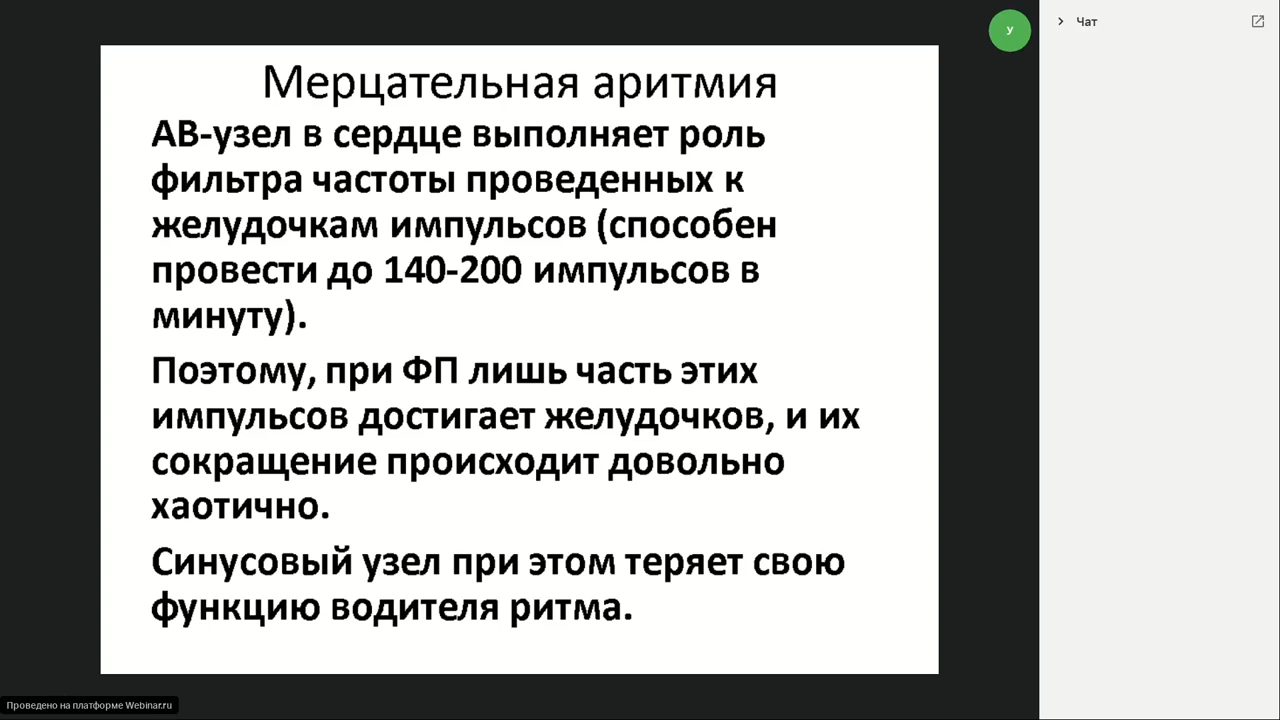 У
Чат
Мерцательная аритмия
АВ-узел в сердце выполняет роль
фильтра частоты проведенных к
желудочкам импульсов (способен
провести до 140-200 импульсов в
минуту).
Поэтому, при ФП лишь часть этих
импульсов достигает желудочков, и их
сокращение происходит довольно
хаотично.
Синусовый узел при этом теряет свою
функцию водителя ритма.
Проведено на платформе Webinar.ru